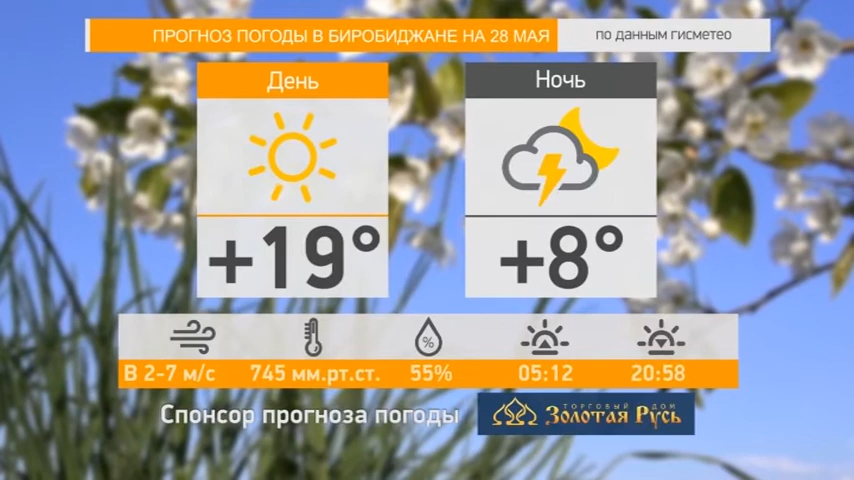 ПРОГНОЗ ПОГОДЫ В БИРОБИДЖАНЕ НА 28 МАЯ
по данным гисметео
День
Ночь
+19°
+8°
%
В 2-7 м/с
745 мм.рт.ст.
55%
05:12
20:58
Спонсор прогноза погоды
ТОРГОВЫЙ ДОМ
Золотая Русь